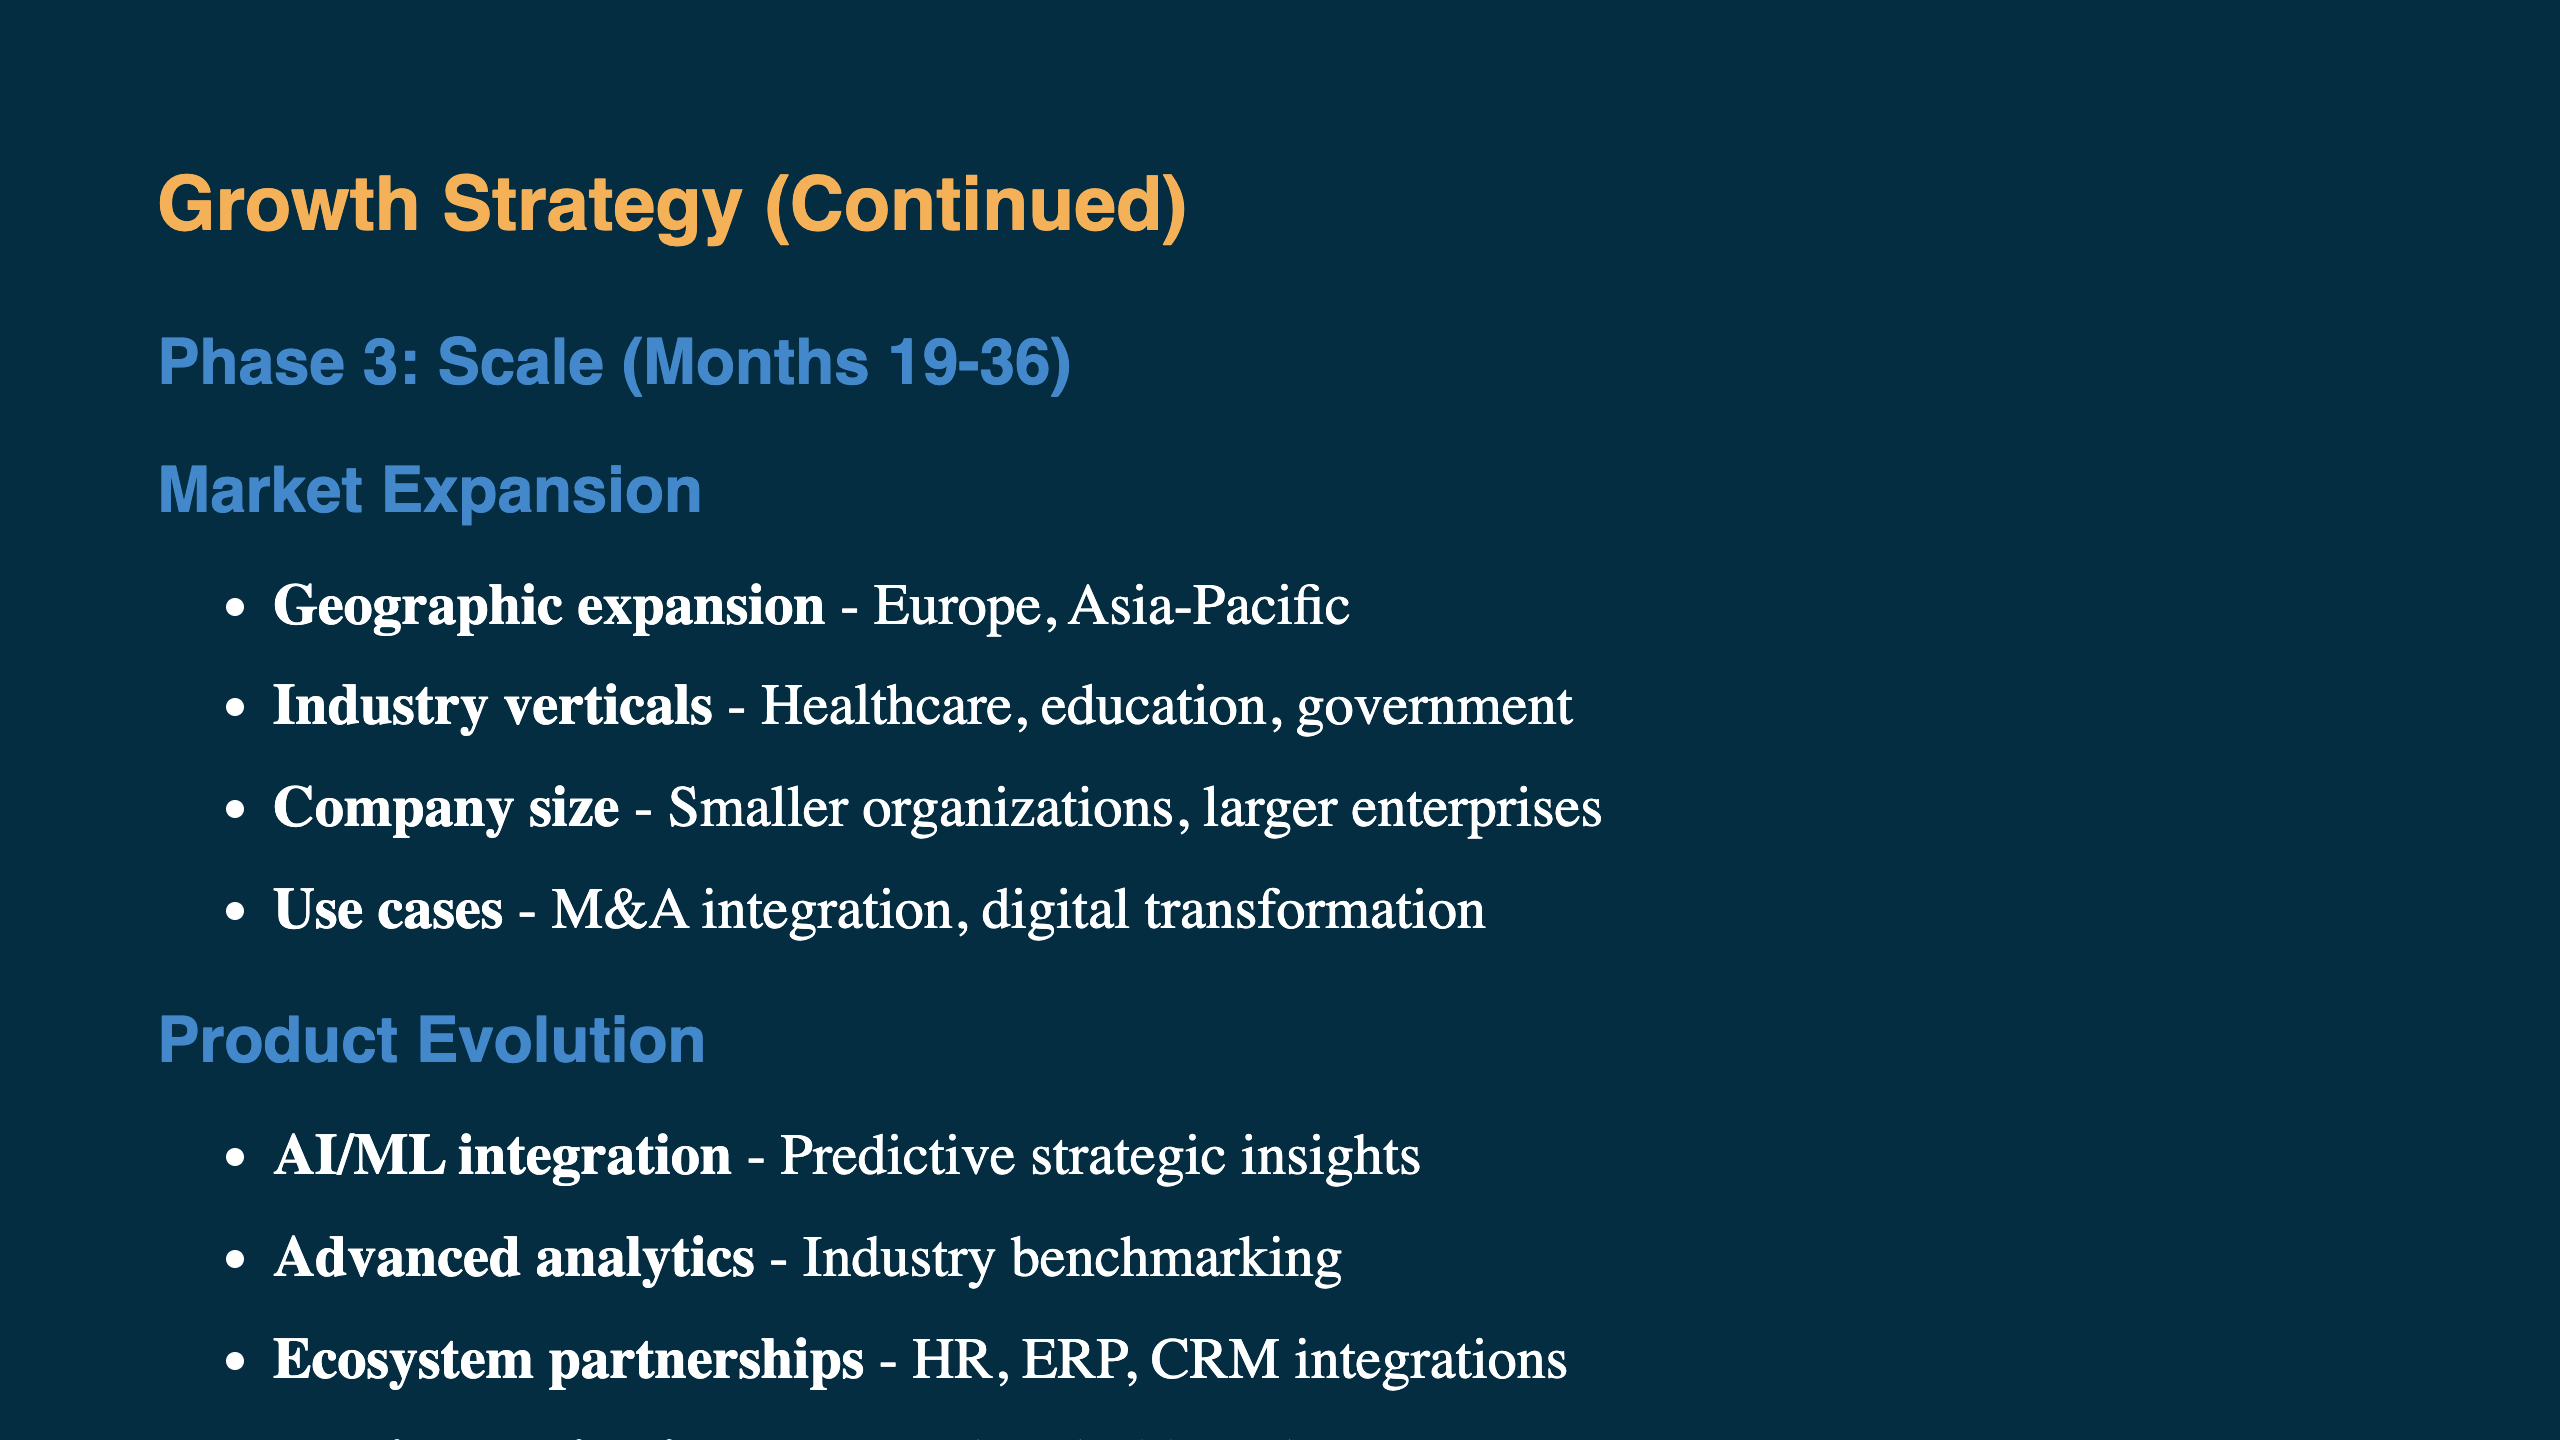 Growth Strategy (Continued)
Phase 3: Scale (Months 19-36)
Market Expansion
• Geographic expansion - Europe, Asia-Pacific
• Industry verticals - Healthcare, education, government
• Company size - Smaller organizations, larger enterprises
• Use cases - M&A integration, digital transformation
Product Evolution
• AI/ML integration - Predictive strategic insights
• Advanced analytics - Industry benchmarking
• Ecosystem partnerships - HR, ERP, CRM integrations